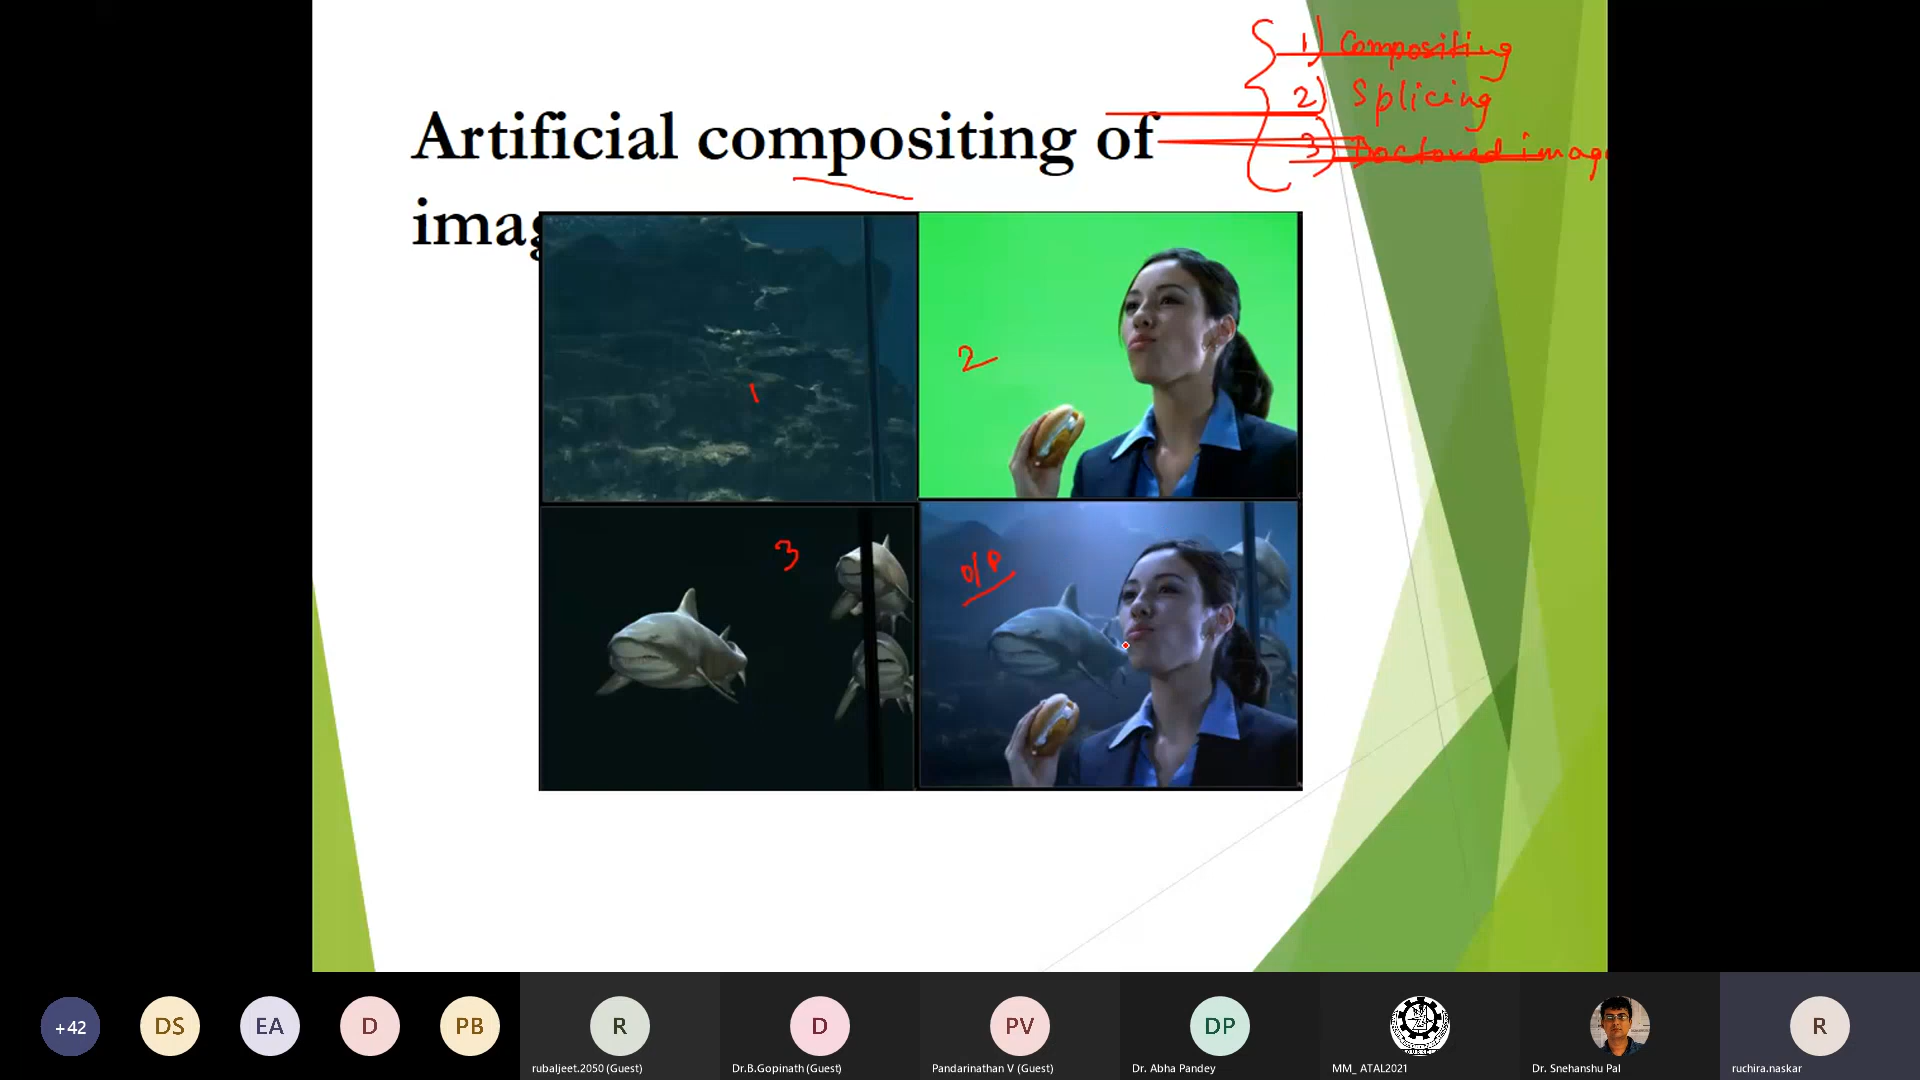 1) Compositing
2) Splicing
3) Doctored imag
Artificial compositing of
imag
1
2
3
O/P
+42
DS
EA
D
PB
R
D
PV
DP
R
rubaljeet.2050 (Guest)
Dr.B.Gopinath (Guest)
Pandarinathan V (Guest)
Dr. Abha Pandey
MM_ ATAL2021
Dr. Snehanshu Pal
ruchira.naskar